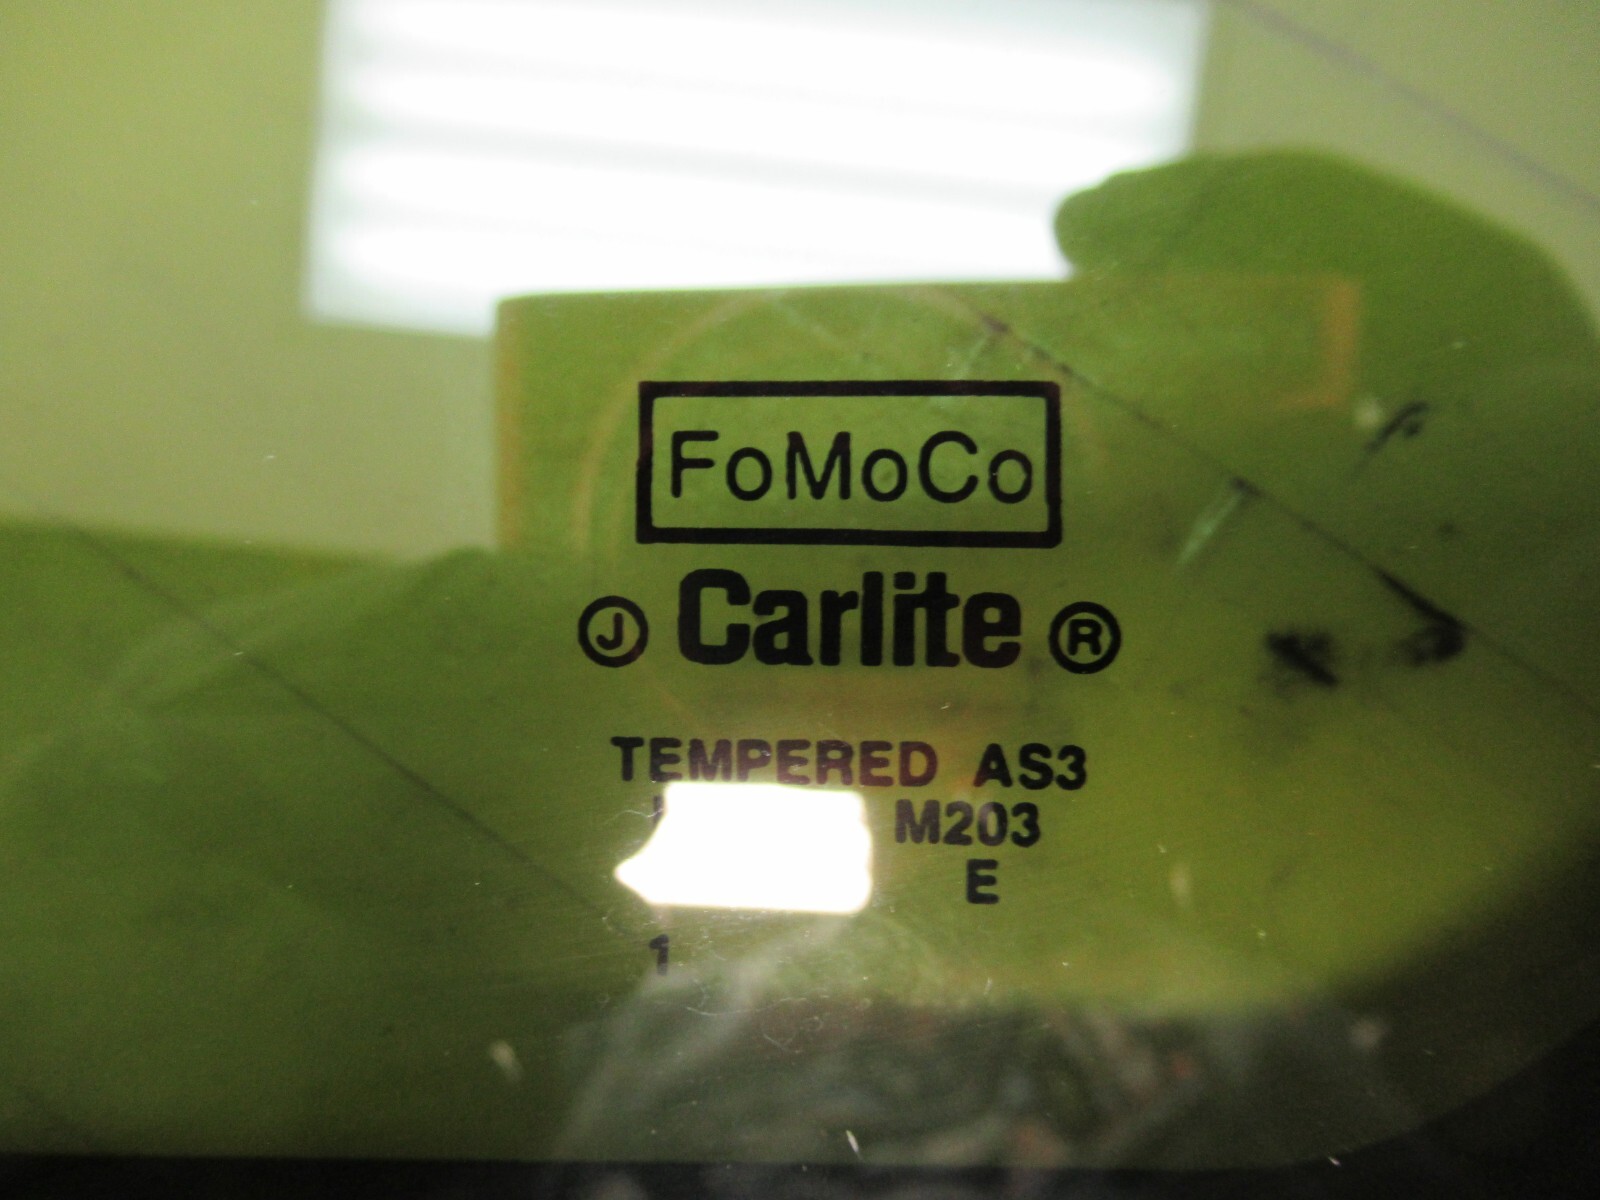 FoMoCo
J Carlite R
TEMPERED AS3
M203
E
1